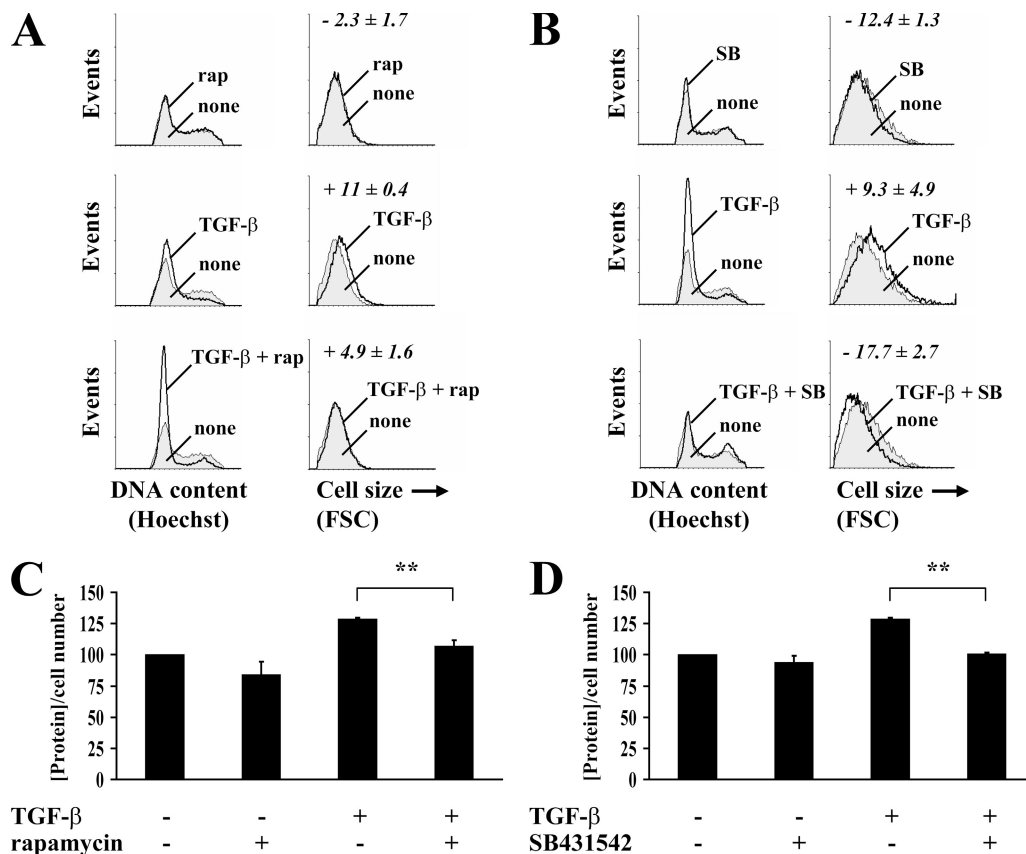 A
Events
rap
none
- 2.3 ± 1.7
rap
none
Events
TGF-β
none
+ 11 ± 0.4
TGF-β
none
Events
TGF-β + rap
none
+ 4.9 ± 1.6
TGF-β + rap
none
DNA content
(Hoechst)
Cell size
(FSC)
B
Events
SB
none
- 12.4 ± 1.3
SB
none
Events
TGF-β
none
+ 9.3 ± 4.9
TGF-β
none
Events
TGF-β + SB
none
- 17.7 ± 2.7
TGF-β + SB
none
DNA content
(Hoechst)
Cell size
(FSC)
C
[Protein]/cell number
150
125
100
75
50
25
0
**
TGF-β - - + +
rapamycin - + - +
D
[Protein]/cell number
150
125
100
75
50
25
0
**
TGF-β - - + +
SB431542 - + - +